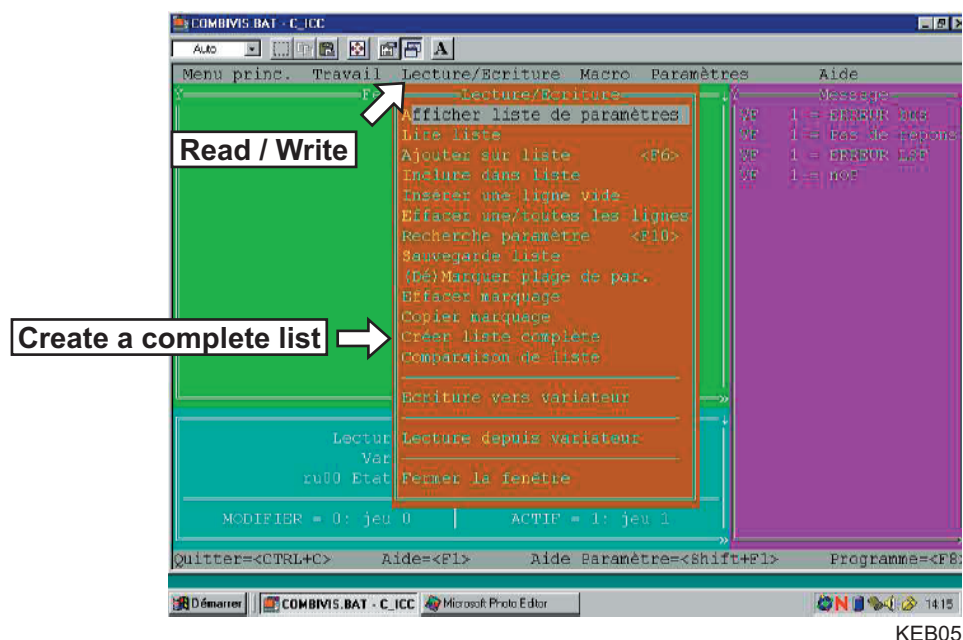 COMBIVIS.BAT - C_ICC
Auto
A
Menu princ. Travail Lecture/Ecriture Macro Paramètres Aide
Lecture/Ecriture
Message
Read / Write
Afficher liste de paramètres
Lire liste
Ajouter sur liste <F6>
Inclure dans liste
Insérer une ligne vide
Effacer une/toutes les lignes
Recherche paramètre <F10>
Sauvegarde liste
(Dé)Marquer plage de par.
Effacer marquage
Copier marquage
Create a complete list
Créer liste complète
Comparaison de liste
Ecriture vers variateur
Lecture depuis variateur
Fermer la fenêtre
VF 1 = ERREUR bus
VF 1 = Pas de répons
VF 1 = ERREUR
VF 1 = nOP
Lectur
Var
ru00 Etat
MODIFIER = 0: jeu 0 ACTIF = 1: jeu 1
Quitter=<CTRL+C> Aide=<F1> Aide Paramètre=<Shift+F1> Programme=<F8
Démarrer COMBIVIS.BAT - C_ICC Microsoft Photo Editor 14:15
KEB05